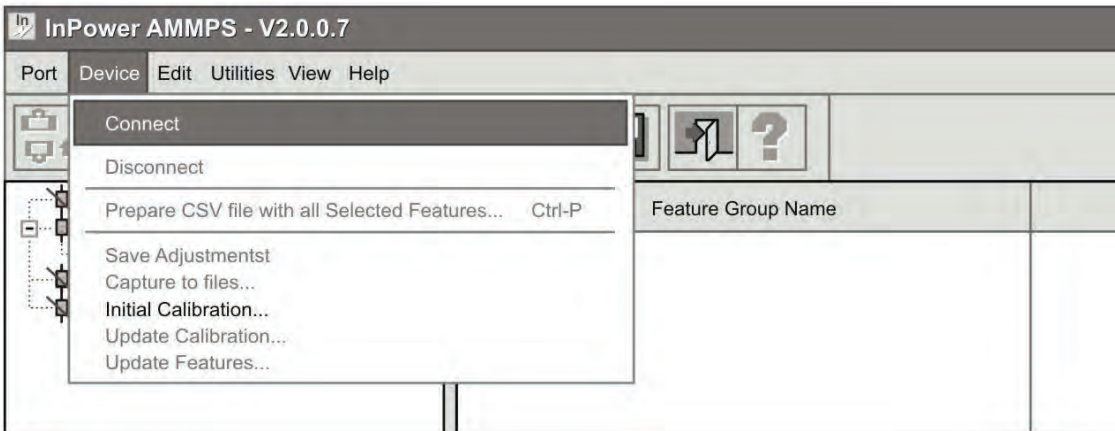 In InPower AMMPS - V2.0.0.7
Port Device Edit Utilities View Help
?
Connect
Disconnect
Prepare CSV file with all Selected Features... Ctrl-P
Feature Group Name
Save Adjustmentst
Capture to files...
Initial Calibration...
Update Calibration...
Update Features...